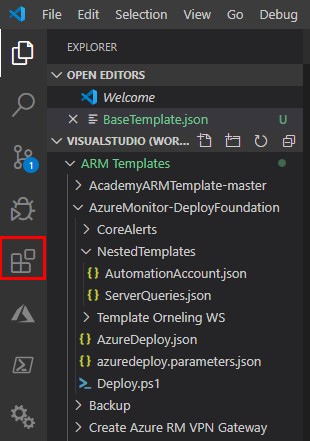 File Edit Selection View Go Debug
EXPLORER
OPEN EDITORS
Welcome
BaseTemplate.json U
VISUALSTUDIO (WOR...
1
ARM Templates
AcademyARMTemplate-master
AzureMonitor-DeployFoundation
CoreAlerts
NestedTemplates
{} AutomationAccount.json
{} ServerQueries.json
Template Orneling WS
{} AzureDeploy.json
{} azuredeploy.parameters.json
Deploy.ps1
Backup
Create Azure RM VPN Gateway